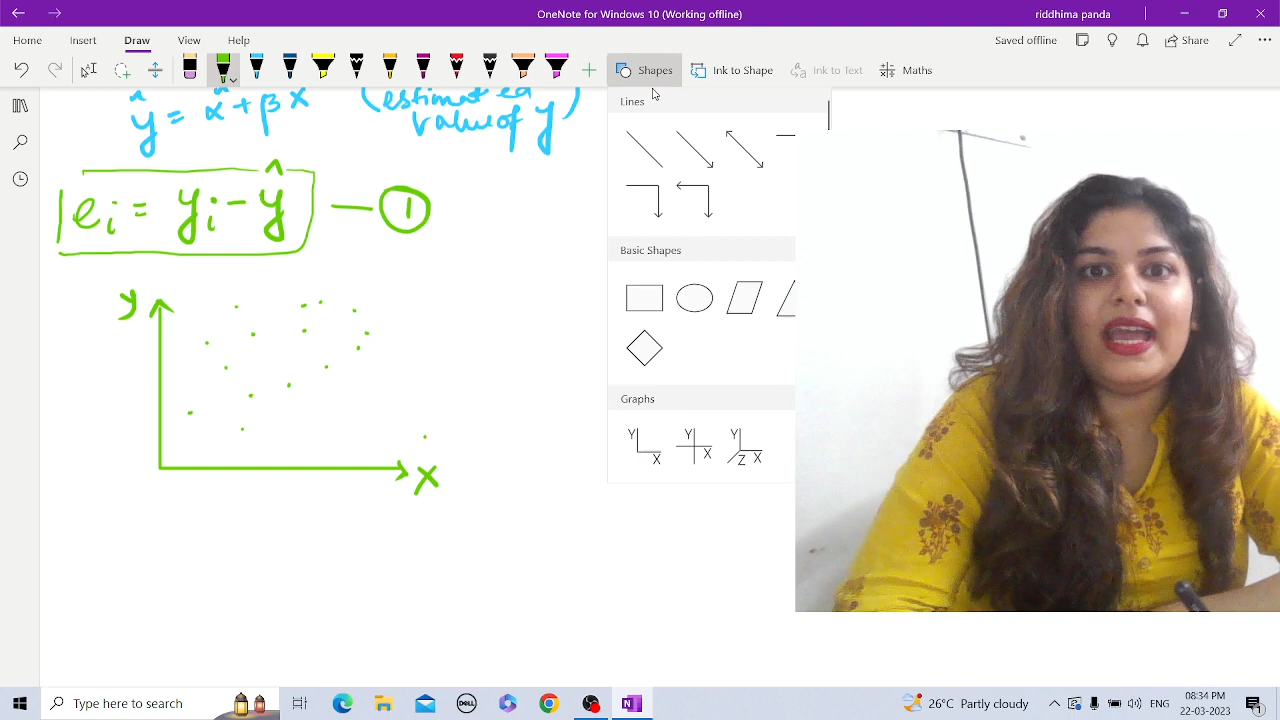 OneNote for Windows 10 (Working offline)
riddhima panda
Home Insert Draw View Help
Saved offline
Share
Shapes
Ink to Shape
Ink to Text
Maths
Lines
Basic Shapes
Graphs
Y X Y X Y Z X
ŷ = α̂ + β̂ x (estimated
value of y)
eᵢ = yᵢ - ŷ — ①
y
x
Type here to search
26°C Partly cloudy
ENG
08:34 PM
22-03-2023
1
DELL
N